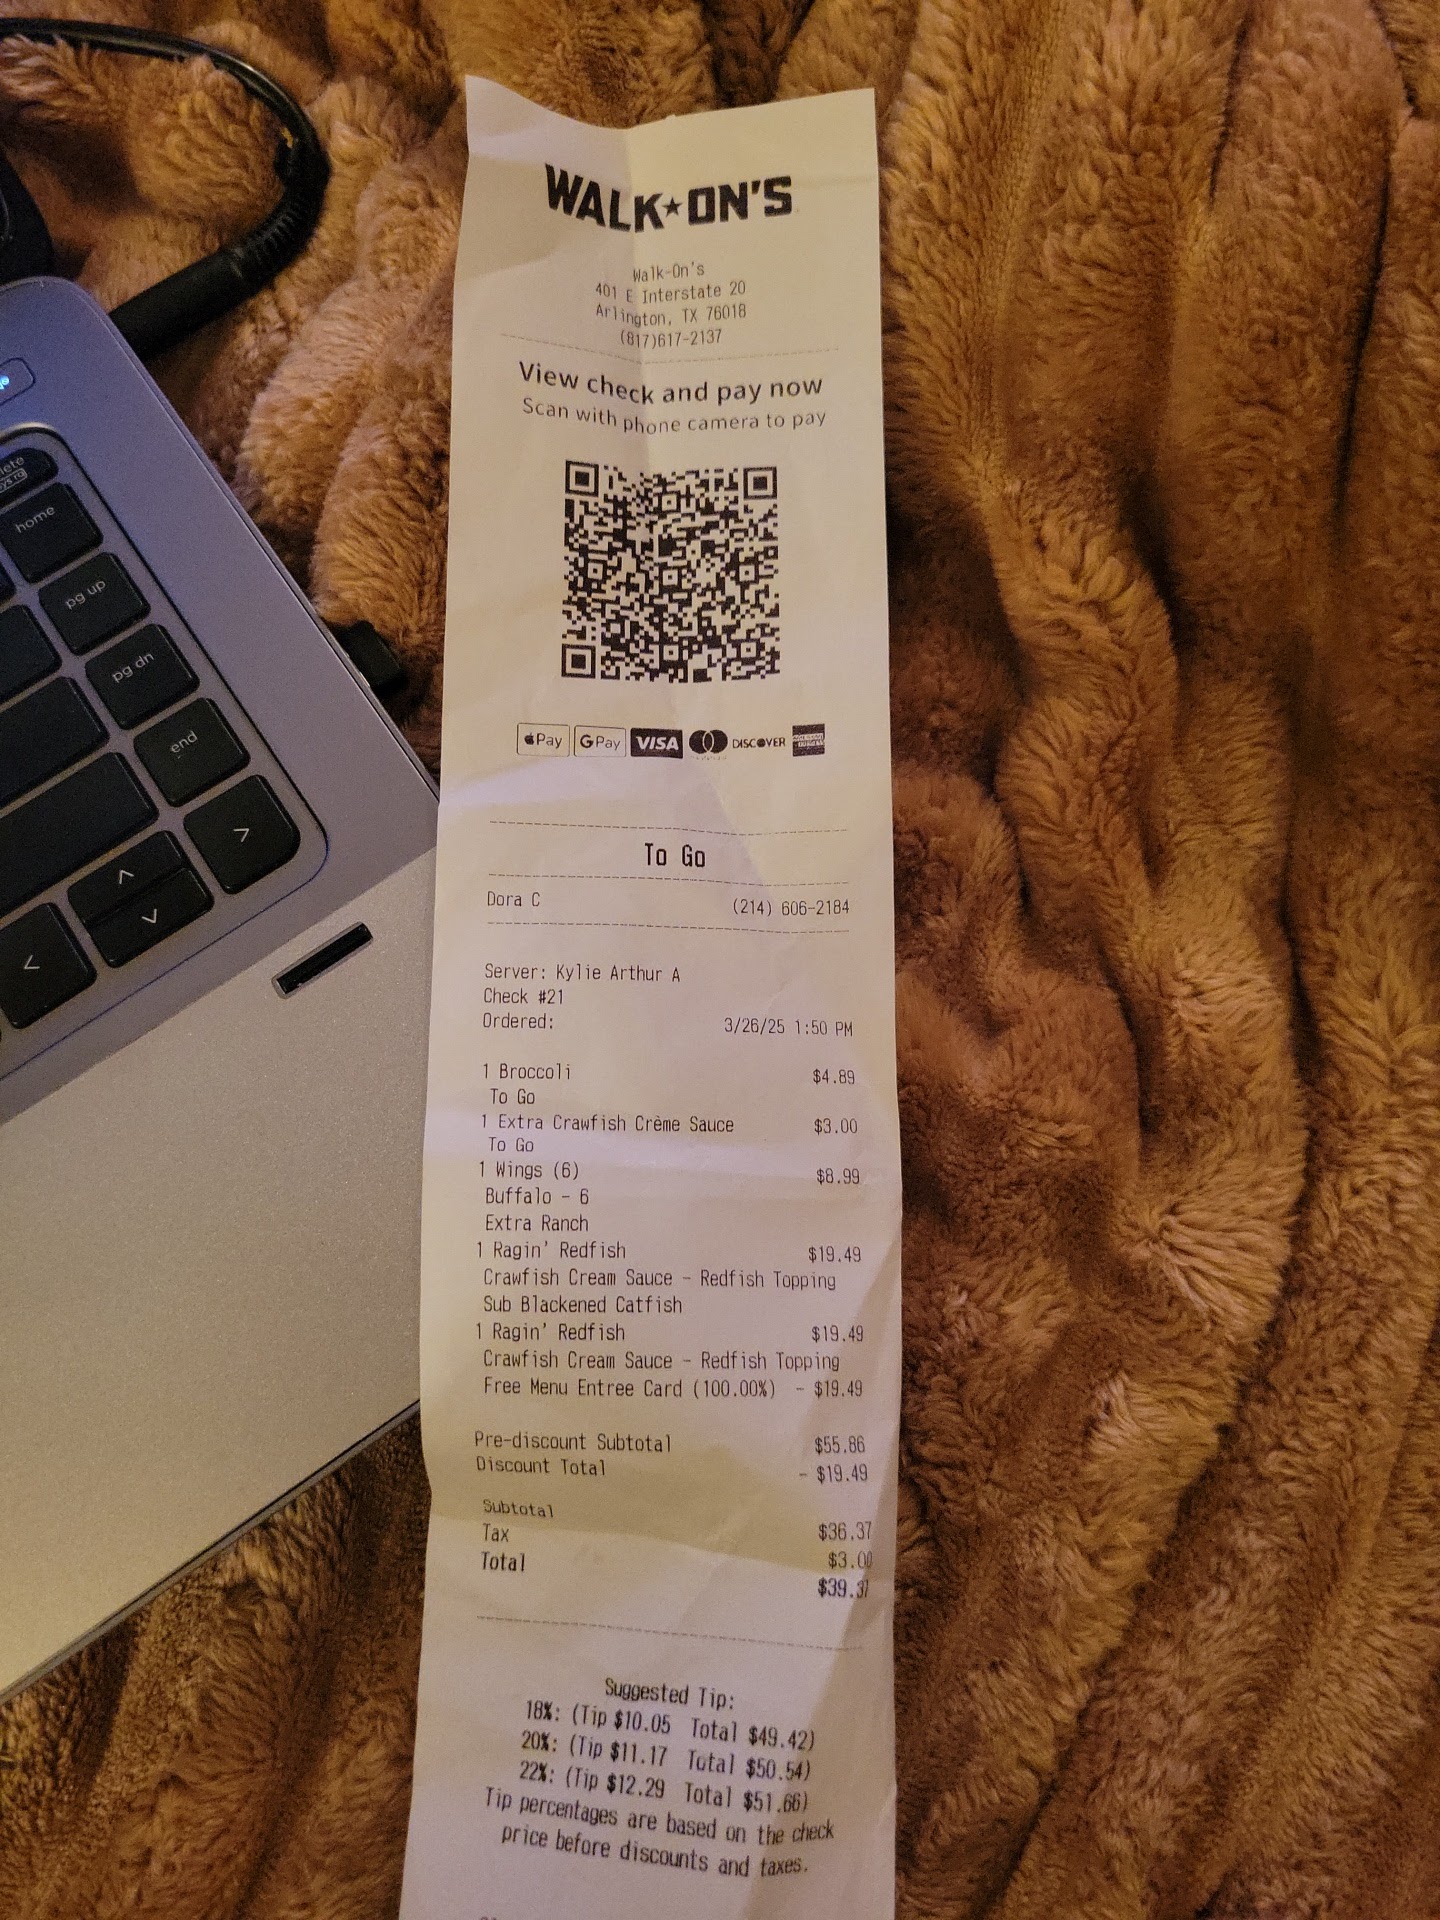 WALK★ON'S
Walk-On's
401 E Interstate 20
Arlington, TX 76018
(817)617-2137
View check and pay now
Scan with phone camera to pay
Pay G Pay VISA DISCOVER
To Go
Dora C (214) 606-2184
Server: Kylie Arthur A
Check #21
Ordered: 3/26/25 1:50 PM
1 Broccoli $4.89
To Go
1 Extra Crawfish Crème Sauce $3.00
To Go
1 Wings (6) $8.99
Buffalo - 6
Extra Ranch
1 Ragin' Redfish $19.49
Crawfish Cream Sauce - Redfish Topping
Sub Blackened Catfish
1 Ragin' Redfish $19.49
Crawfish Cream Sauce - Redfish Topping
Free Menu Entree Card (100.00%) - $19.49
Pre-discount Subtotal $55.86
Discount Total - $19.49
Subtotal $36.37
Tax $3.00
Total $39.37
Suggested Tip:
18%: (Tip $10.05 Total $49.42)
20%: (Tip $11.17 Total $50.54)
22%: (Tip $12.29 Total $51.66)
Tip percentages are based on the check
price before discounts and taxes.
home
pg up
pg dn
end